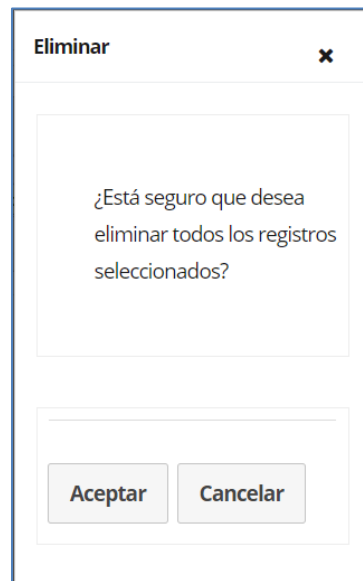 Eliminar
¿Está seguro que desea
eliminar todos los registros
seleccionados?
Aceptar Cancelar